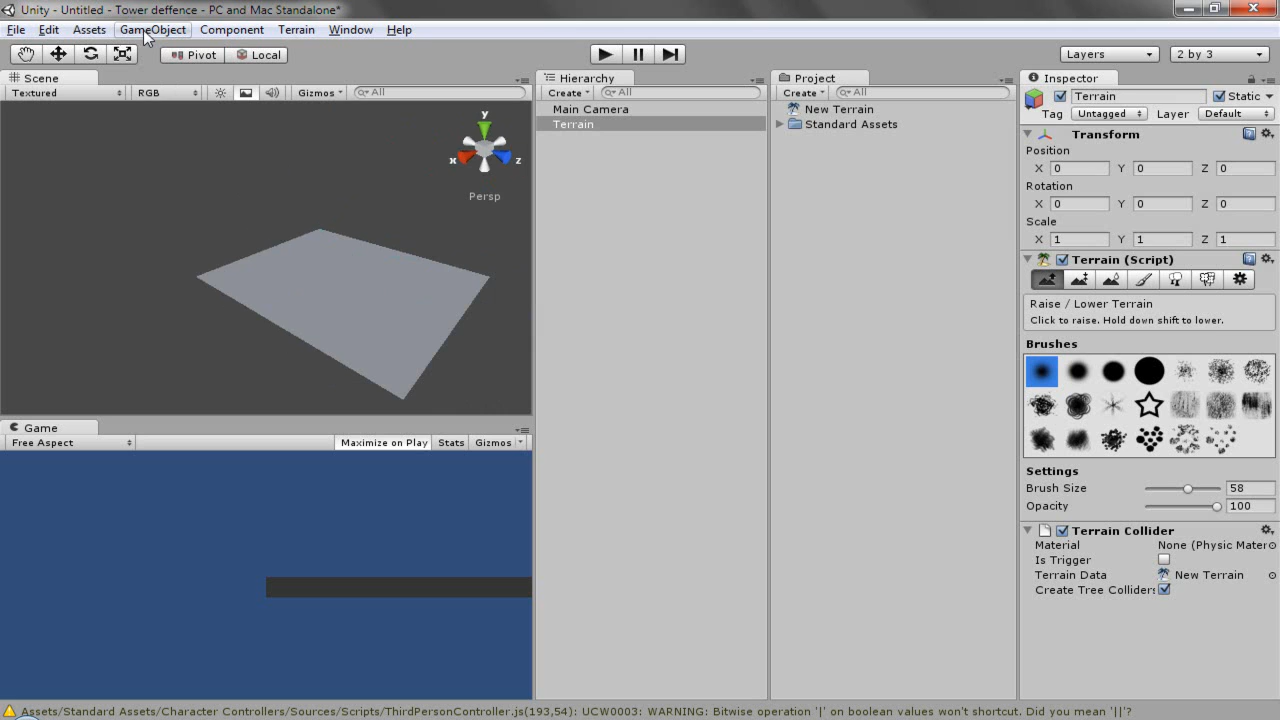 Unity - Untitled - Tower deffence - PC and Mac Standalone*
File Edit Assets GameObject Component Terrain Window Help
Pivot Local Layers 2 by 3
Scene
Textured RGB Gizmos All
y
x z
Persp
Game
Free Aspect Maximize on Play Stats Gizmos
Hierarchy
Create All
Main Camera
Terrain
Project
Create All
New Terrain
Standard Assets
Inspector
Terrain Static
Tag Untagged Layer Default
Transform
Position
X 0 Y 0 Z 0
Rotation
X 0 Y 0 Z 0
Scale
X 1 Y 1 Z 1
Terrain (Script)
Raise / Lower Terrain
Click to raise. Hold down shift to lower.
Brushes
Settings
Brush Size 58
Opacity 100
Terrain Collider
Material None (Physic Mater
Is Trigger
Terrain Data New Terrain
Create Tree Colliders
Assets/Standard Assets/Character Controllers/Sources/Scripts/ThirdPersonController.js(193,54): UCW0003: WARNING: Bitwise operation '|' on boolean values won't shortcut. Did you mean '||'?